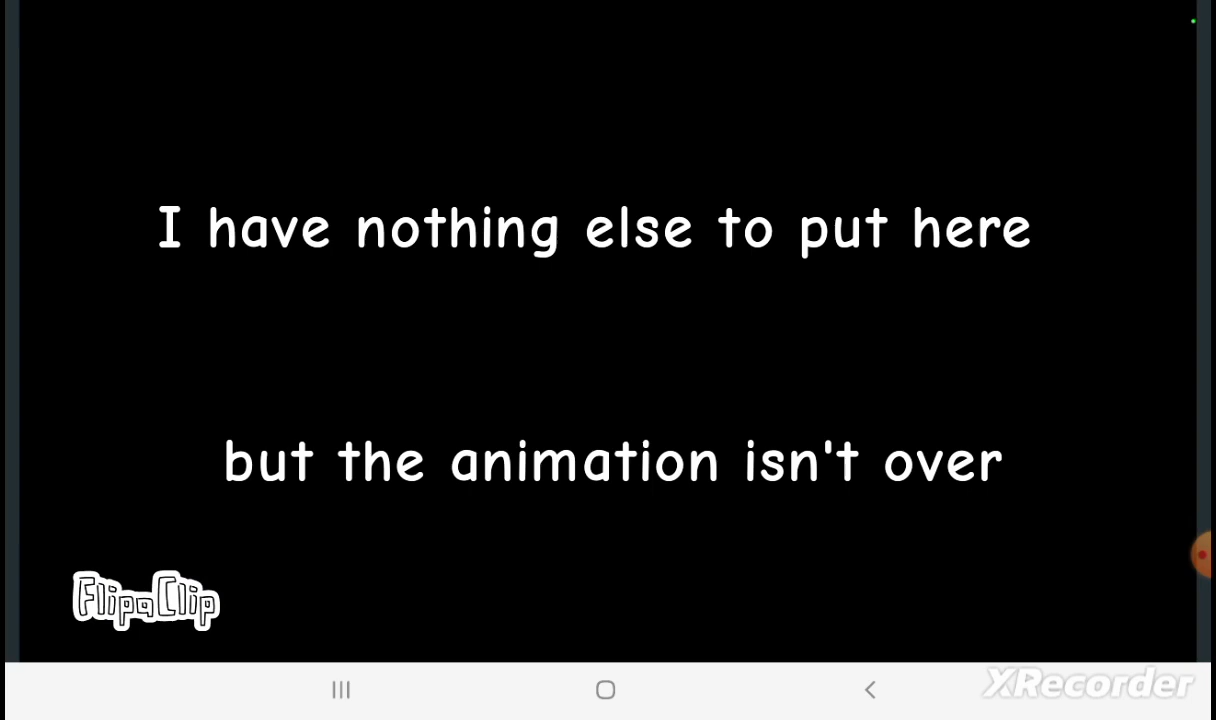 I have nothing else to put here
but the animation isn't over
FlipaClip
XRecorder